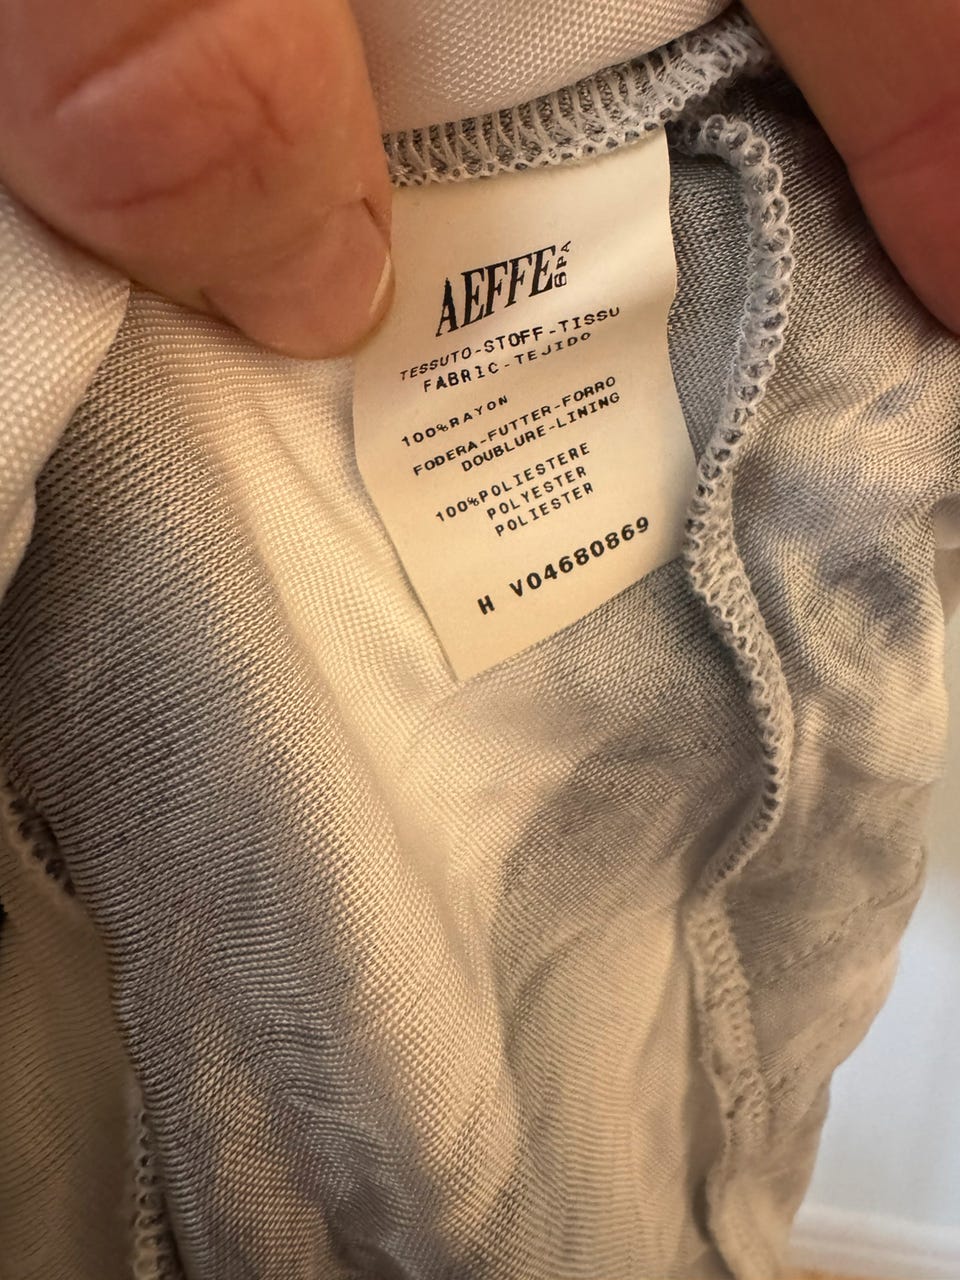 AEFFE SPA
TESSUTO-STOFF-TISSU
FABRIC-TEJIDO
100%RAYON
FODERA-FUTTER-FORRO
DOUBLURE-LINING
100%POLIESTERE
POLYESTER
POLIESTER
H V04680869